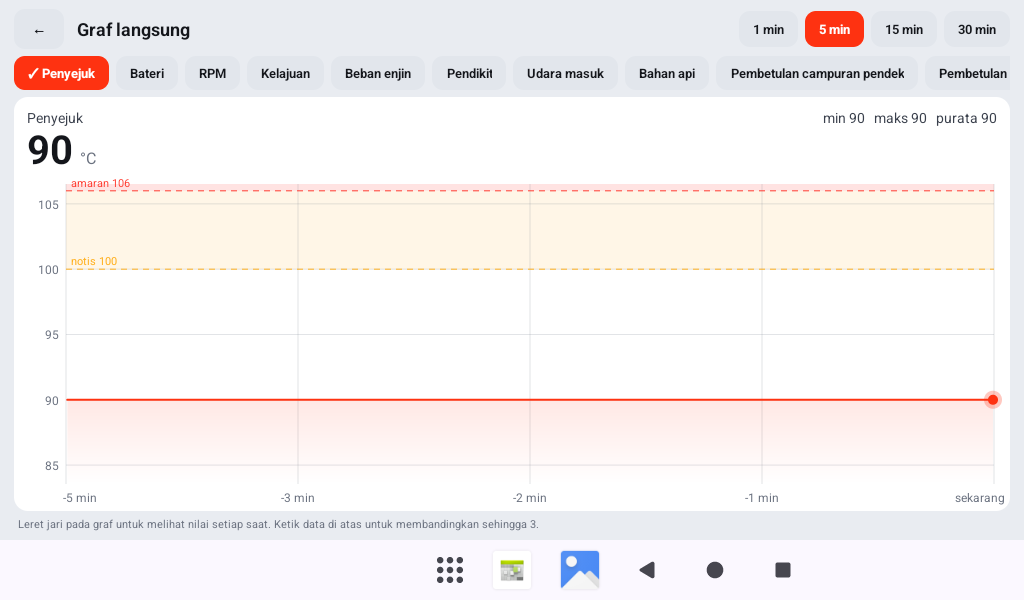 ←
Graf langsung
1 min
5 min
15 min
30 min
✓ Penyejuk
Bateri
RPM
Kelajuan
Beban enjin
Pendikit
Udara masuk
Bahan api
Pembetulan campuran pendek
Pembetulan
Penyejuk
min 90 maks 90 purata 90
90 °C
amaran 106
105
notis 100
100
95
90
85
-5 min
-3 min
-2 min
-1 min
sekarang
Leret jari pada graf untuk melihat nilai setiap saat. Ketik data di atas untuk membandingkan sehingga 3.